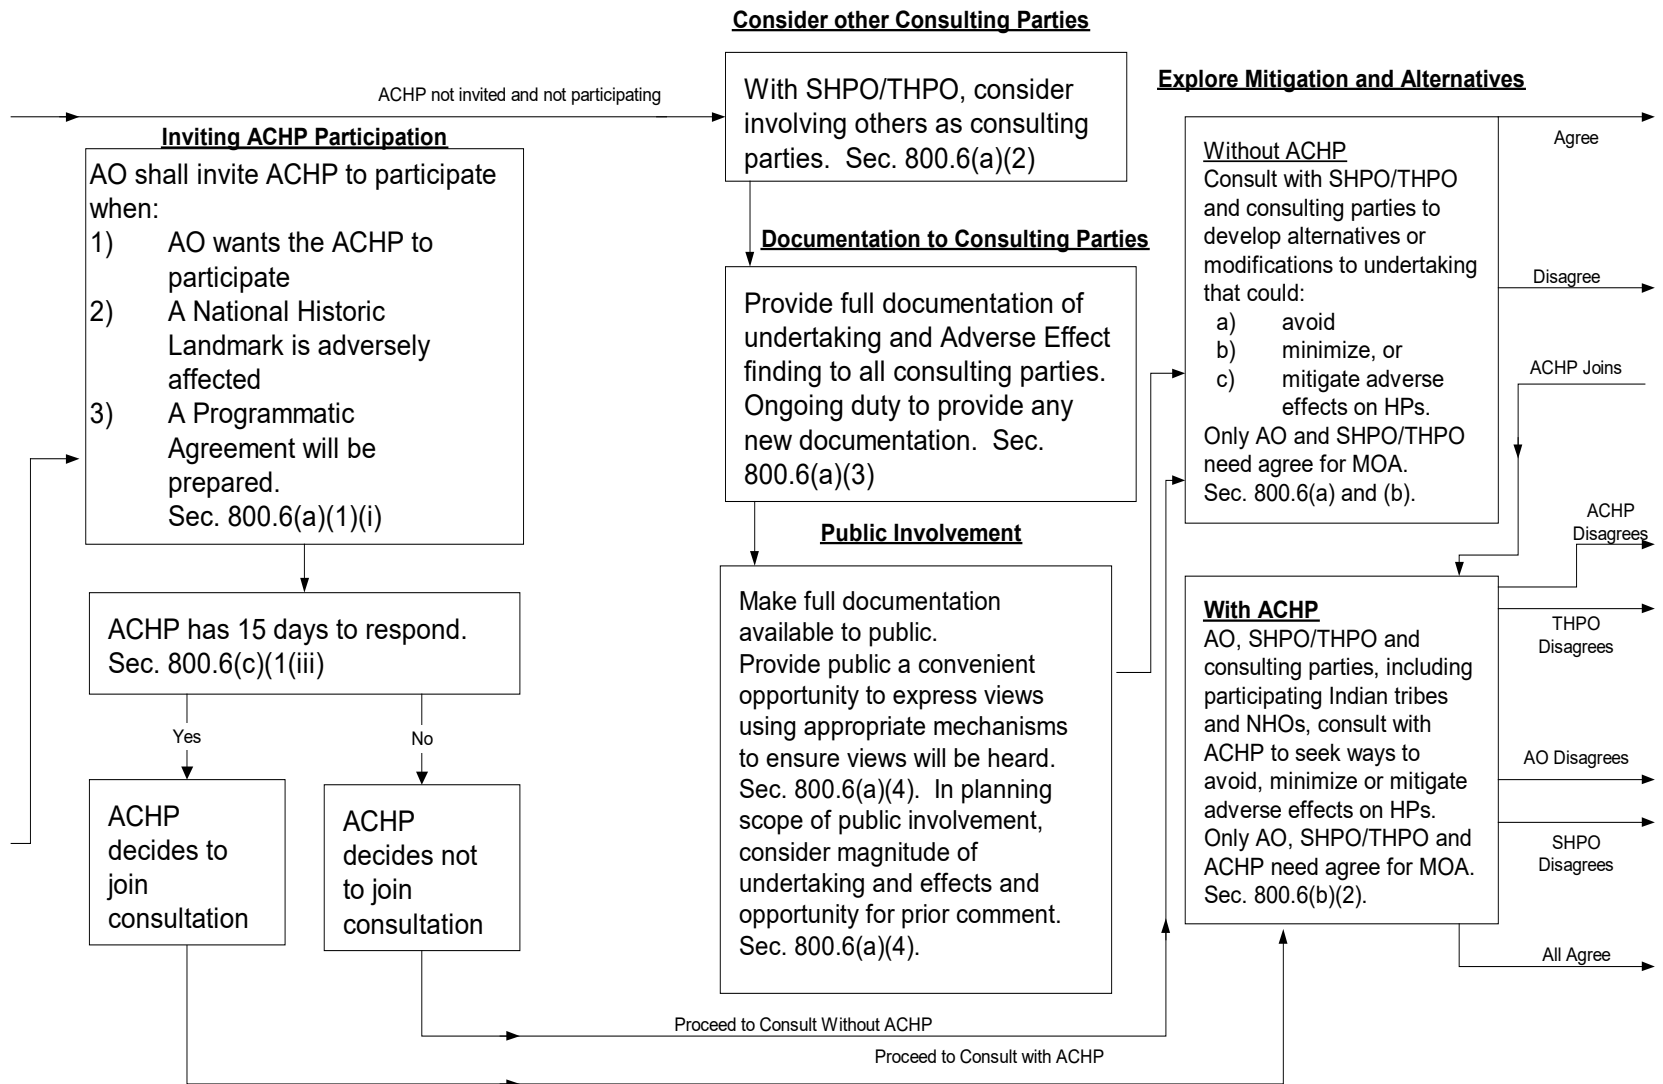 Consider other Consulting Parties
ACHP not invited and not participating
With SHPO/THPO, consider
involving others as consulting
parties.  Sec. 800.6(a)(2)
Explore Mitigation and Alternatives
Inviting ACHP Participation
AO shall invite ACHP to participate
when:
1) AO wants the ACHP to
participate
2) A National Historic
Landmark is adversely
affected
3) A Programmatic
Agreement will be
prepared.
Sec. 800.6(a)(1)(i)
ACHP has 15 days to respond.
Sec. 800.6(c)(1(iii)
Yes
No
ACHP
decides to
join
consultation
ACHP
decides not
to join
consultation
Documentation to Consulting Parties
Provide full documentation of
undertaking and Adverse Effect
finding to all consulting parties.
Ongoing duty to provide any
new documentation.  Sec.
800.6(a)(3)
Public Involvement
Make full documentation
available to public.
Provide public a convenient
opportunity to express views
using appropriate mechanisms
to ensure views will be heard.
Sec. 800.6(a)(4).  In planning
scope of public involvement,
consider magnitude of
undertaking and effects and
opportunity for prior comment.
Sec. 800.6(a)(4).
Proceed to Consult Without ACHP
Proceed to Consult with ACHP
Without ACHP
Consult with SHPO/THPO
and consulting parties to
develop alternatives or
modifications to undertaking
that could:
a) avoid
b) minimize, or
c) mitigate adverse
effects on HPs.
Only AO and SHPO/THPO
need agree for MOA.
Sec. 800.6(a) and (b).
Agree
Disagree
ACHP Joins
ACHP
Disagrees
With ACHP
AO, SHPO/THPO and
consulting parties, including
participating Indian tribes
and NHOs, consult with
ACHP to seek ways to
avoid, minimize or mitigate
adverse effects on HPs.
Only AO, SHPO/THPO and
ACHP need agree for MOA.
Sec. 800.6(b)(2).
THPO
Disagrees
AO Disagrees
SHPO
Disagrees
All Agree